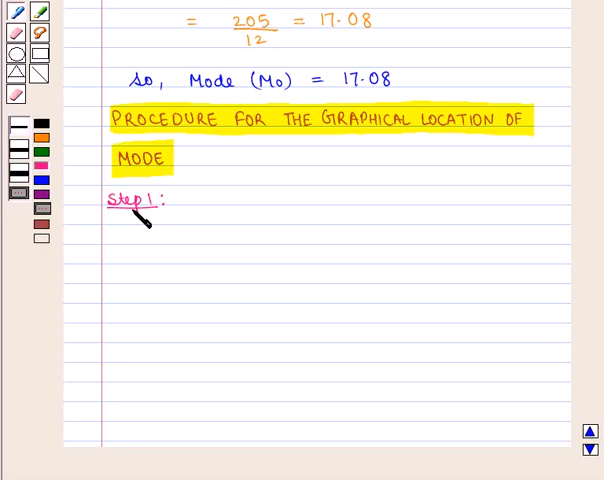 = 205/12 = 17.08
So, Mode (Mo) = 17.08
PROCEDURE FOR THE GRAPHICAL LOCATION OF
MODE
Step 1: